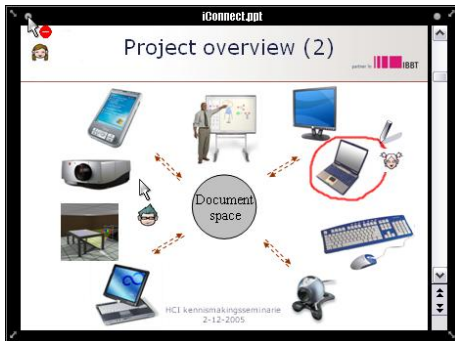 iConnect.ppt
Project overview (2)
partner in IBBT
Document
space
HCI kennismakingsseminarie
2-12-2005